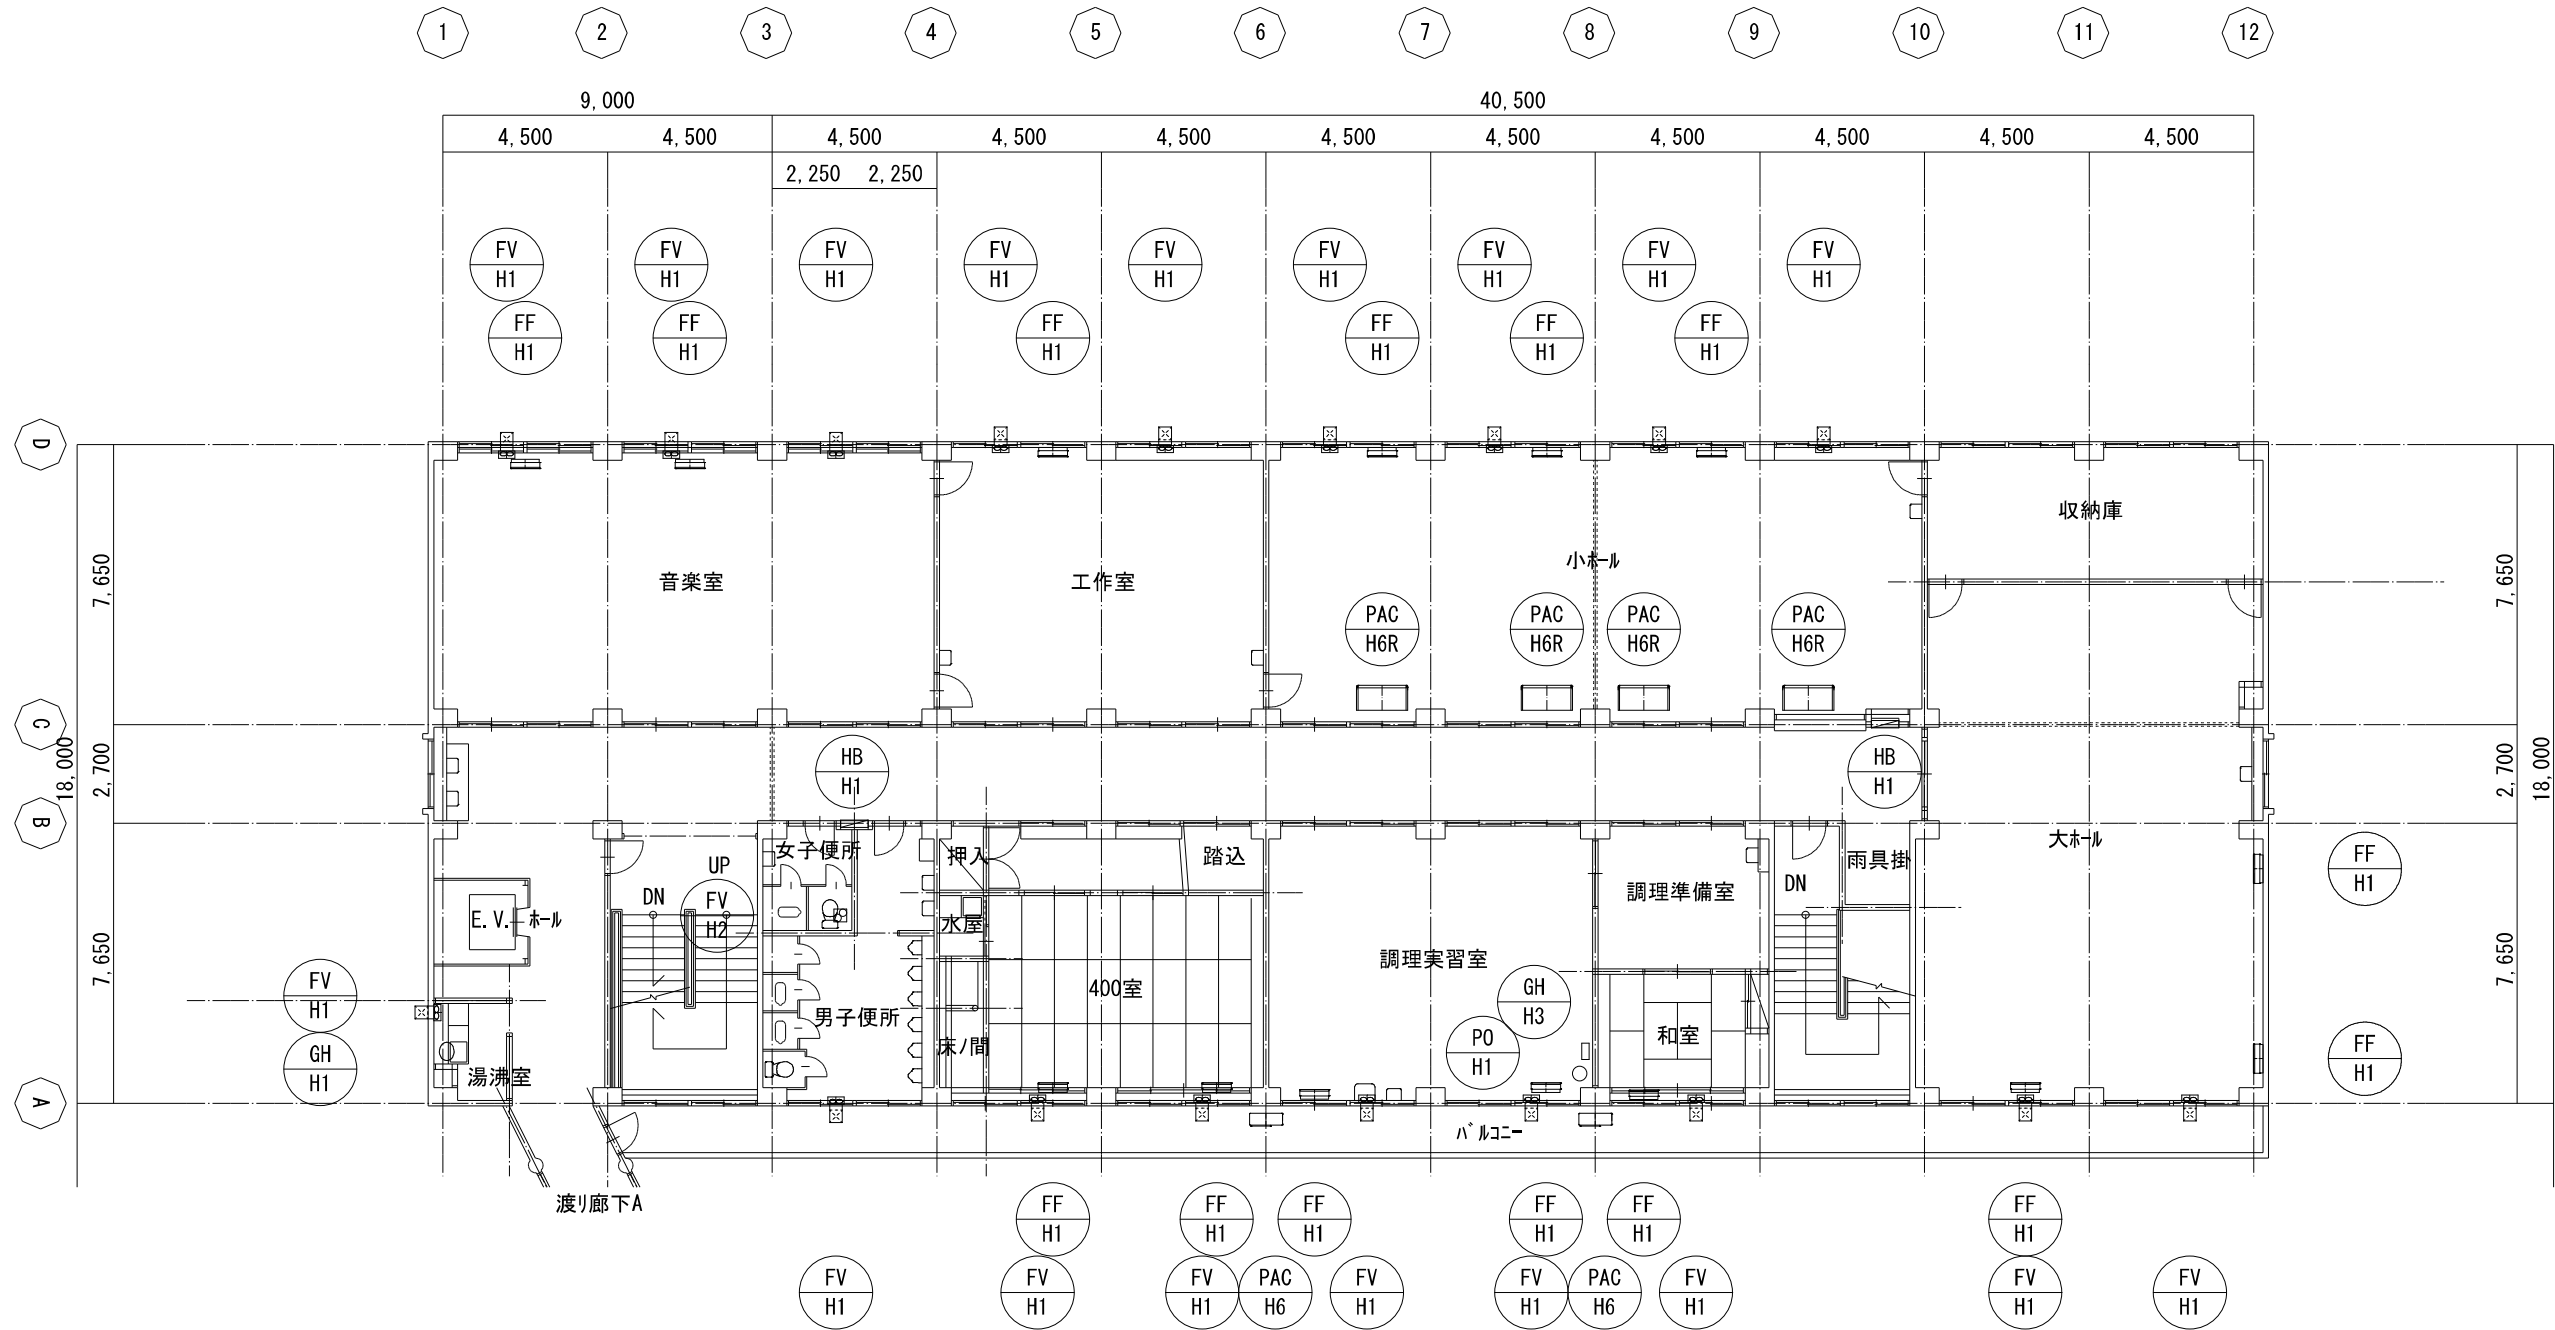 1 2 3 4 5 6 7 8 9 10 11 12
9,000 40,500
4,500 4,500 4,500 4,500 4,500 4,500 4,500 4,500 4,500 4,500 4,500
2,250 2,250
FV FV FV FV FV FV FV FV FV
H1 H1 H1 H1 H1 H1 H1 H1 H1
FF FF FF FF FF FF
H1 H1 H1 H1 H1 H1
D
収納庫
小ホール
7,650 音楽室 工作室 7,650
PAC PAC PAC PAC
H6R H6R H6R H6R
C
18,000 2,700 2,700 18,000
HB HB
H1 H1
B
大ホール
女子便所 押入 踏込 雨具掛
FF
H1
UP
DN DN
調理準備室
FV
H2
E.V. ホール
水屋
7,650 調理実習室 7,650
FV
H1
400室
GH
H3
男子便所
PO
H1
和室
床ノ間
GH
H1
FF
H1
湯沸室
A
バルコニー
渡り廊下A
FF FF FF FF FF FF
H1 H1 H1 H1 H1 H1
FV FV FV PAC FV FV PAC FV FV FV
H1 H1 H1 H6 H1 H1 H6 H1 H1 H1